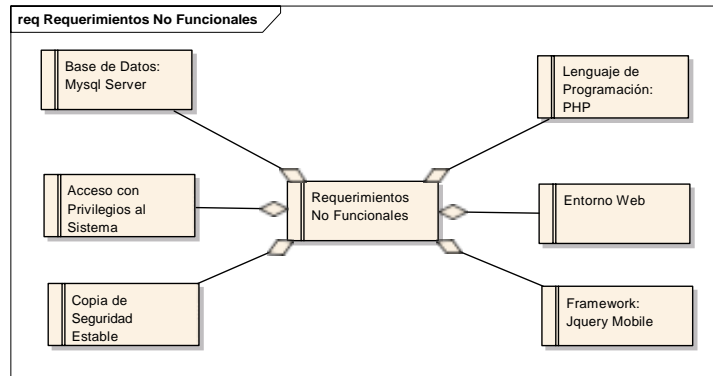 req Requerimientos No Funcionales
Base de Datos:
Mysql Server
Lenguaje de
Programación:
PHP
Acceso con
Privilegios al
Sistema
Requerimientos
No Funcionales
Entorno Web
Copia de
Seguridad
Estable
Framework:
Jquery Mobile